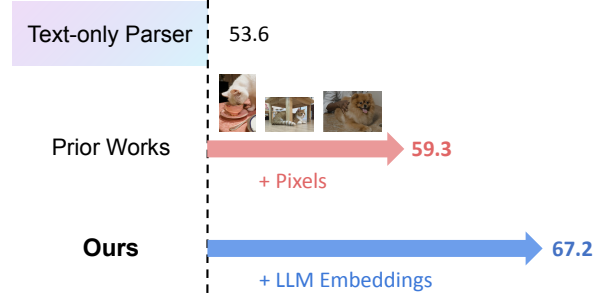 Text-only Parser 53.6
Prior Works 59.3
+ Pixels
Ours 67.2
+ LLM Embeddings